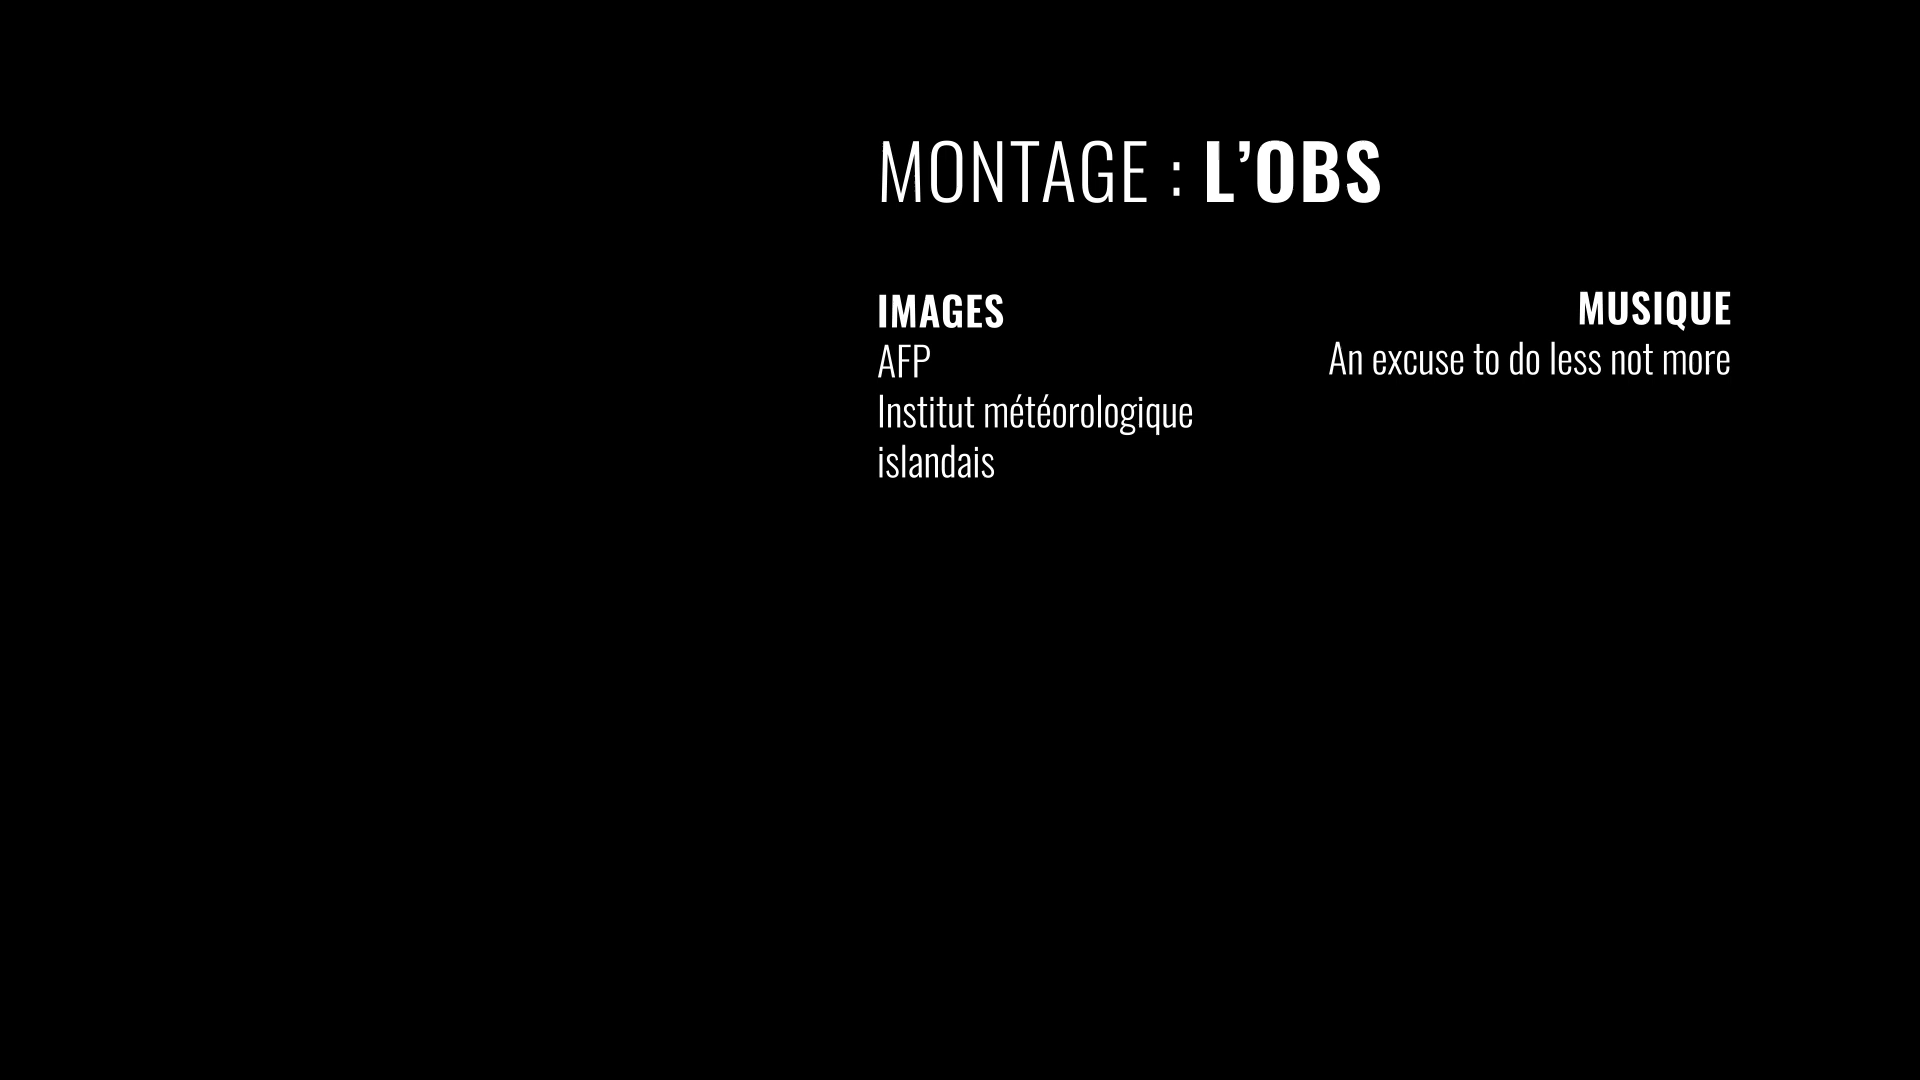 MONTAGE : L’OBS
IMAGES
AFP
Institut météorologique
islandais
MUSIQUE
An excuse to do less not more